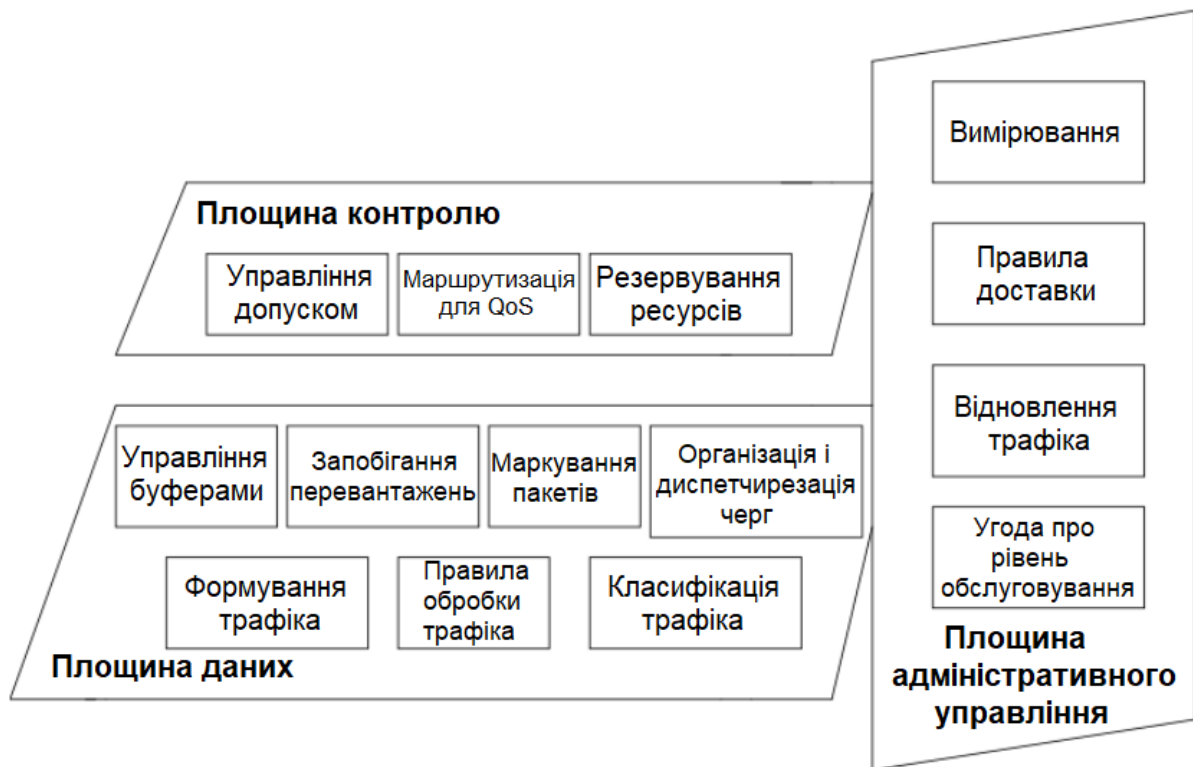 Площина контролю
Управління
допуском
Маршрутизація
для QoS
Резервування
ресурсів
Управління
буферами
Запобігання
перевантажень
Маркування
пакетів
Організація і
диспетчирезація
черг
Формування
трафіка
Правила
обробки
трафіка
Класифікація
трафіка
Площина даних
Вимірювання
Правила
доставки
Відновлення
трафіка
Угода про
рівень
обслуговування
Площина
адміністративного
управління